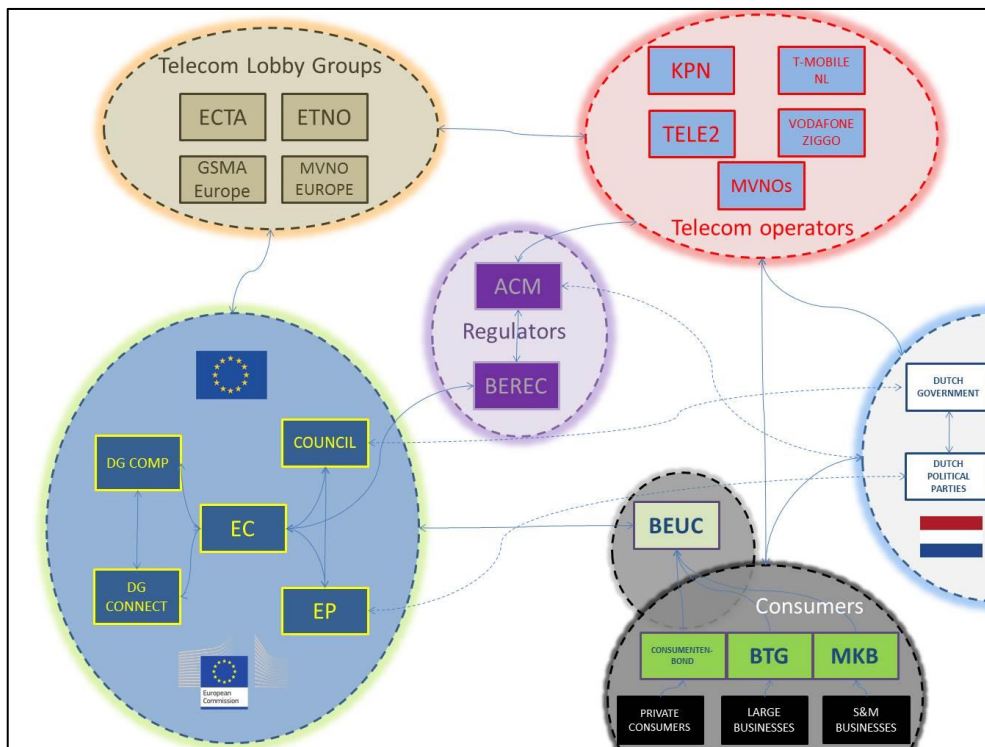 Telecom Lobby Groups
ECTA
ETNO
GSMA
Europe
MVNO
EUROPE
KPN
T-MOBILE
NL
TELE2
VODAFONE
ZIGGO
MVNOs
Telecom operators
ACM
Regulators
BEREC
DG COMP
COUNCIL
EC
DG
CONNECT
EP
European
Commission
DUTCH
GOVERNMENT
DUTCH
POLITICAL
PARTIES
BEUC
Consumers
CONSUMENTEN-
BOND
BTG
MKB
PRIVATE
CONSUMERS
LARGE
BUSINESSES
S&M
BUSINESSES